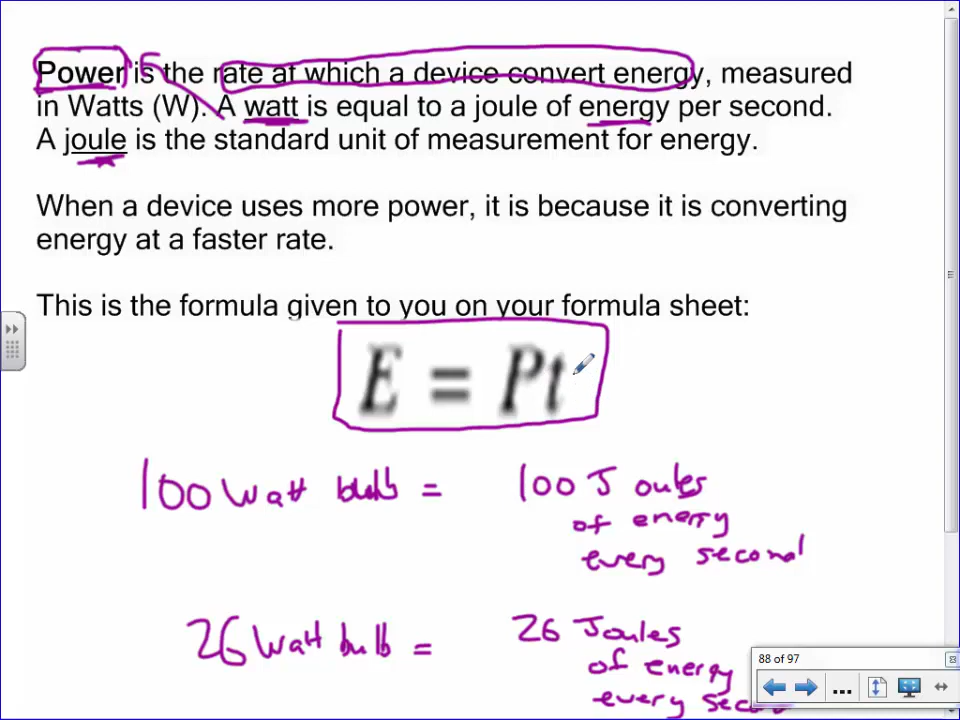 Power is the rate at which a device convert energy, measured
in Watts (W). A watt is equal to a joule of energy per second.
A joule is the standard unit of measurement for energy.
When a device uses more power, it is because it is converting
energy at a faster rate.
This is the formula given to you on your formula sheet:
E = Pt
100 Watt bulb = 100 Joules
of energy
every second
26 Watt bulb = 26 Joules
of energy
every second
88 of 97
...